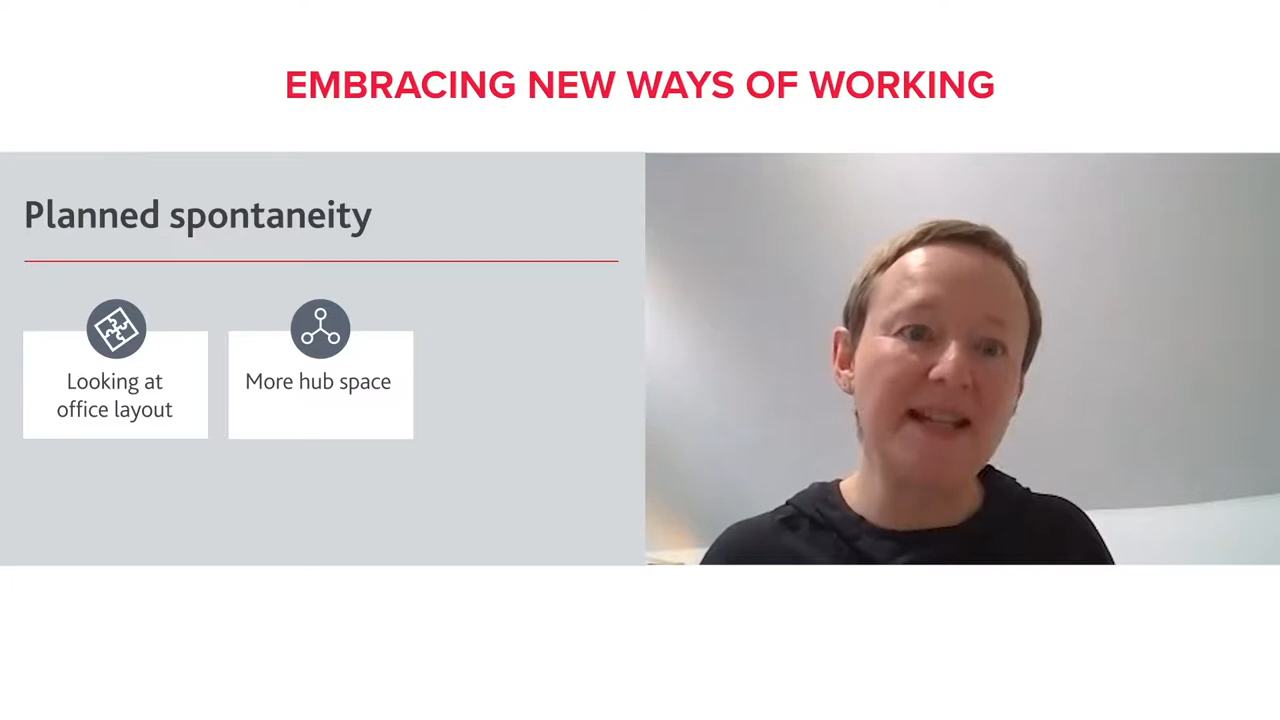 EMBRACING NEW WAYS OF WORKING
Planned spontaneity
Looking at
office layout
More hub space